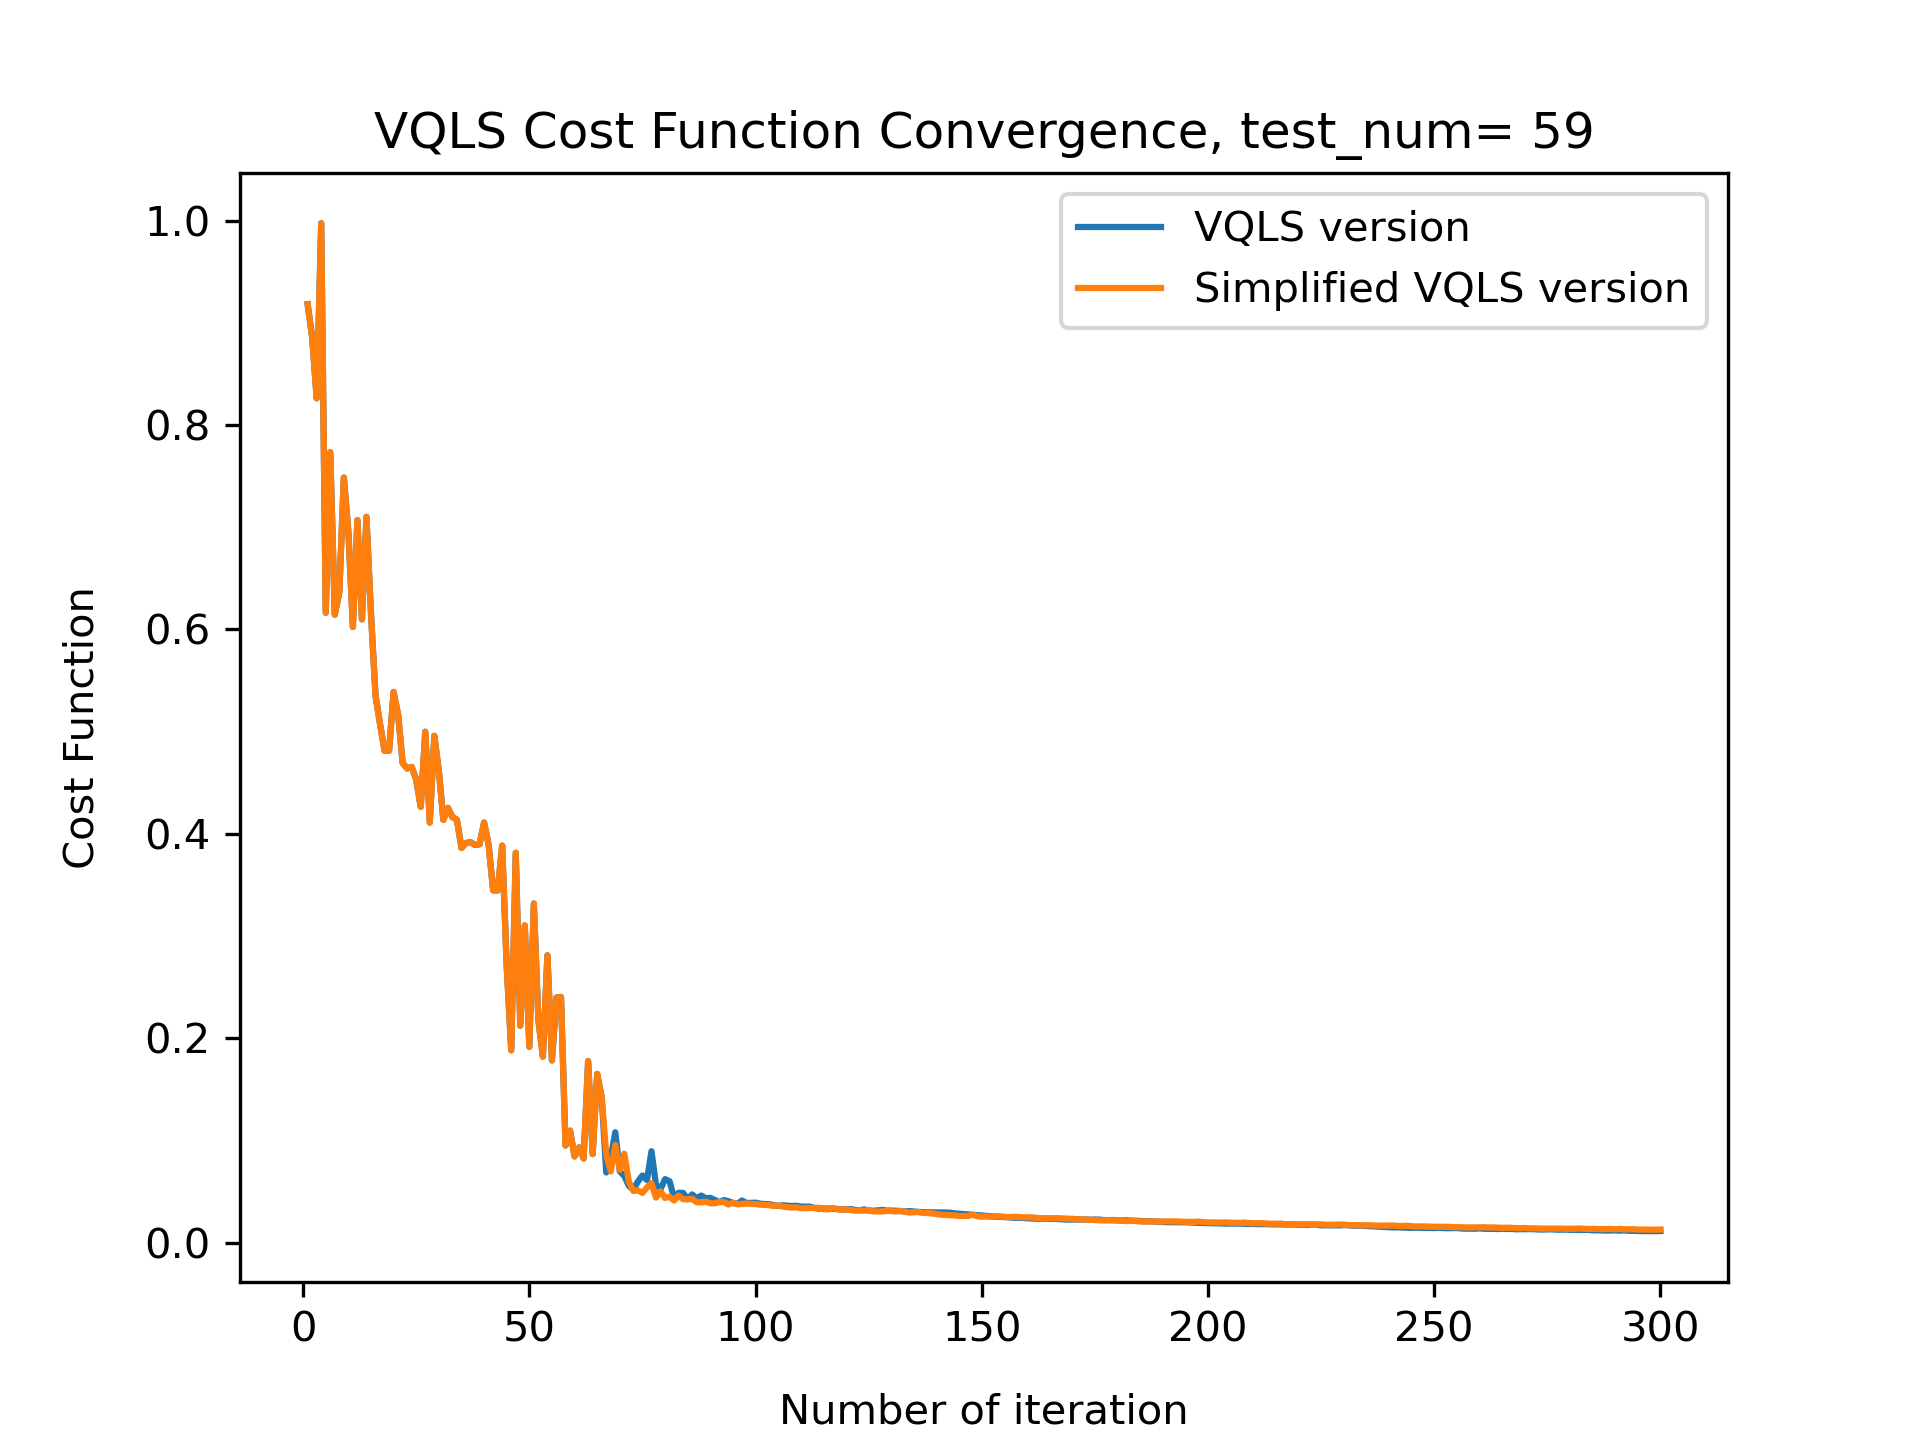 VQLS Cost Function Convergence, test_num= 59
VQLS version
Simplified VQLS version
1.0
0.8
0.6
0.4
0.2
0.0
Cost Function
0 50 100 150 200 250 300
Number of iteration